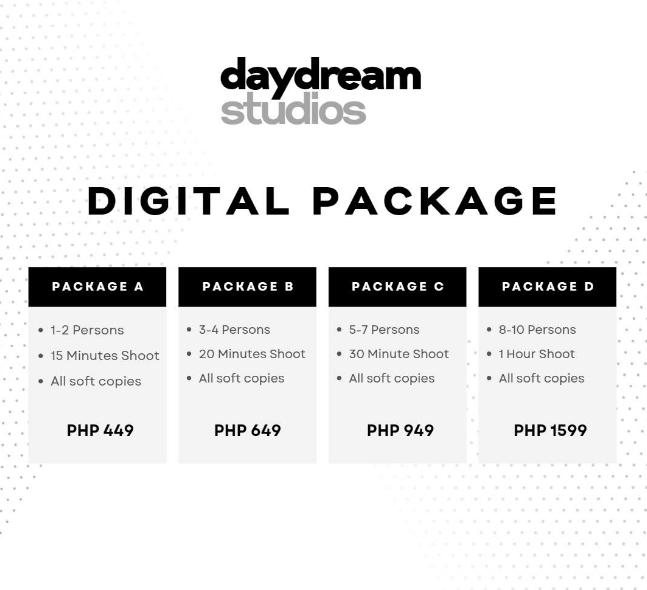 daydream
studios
DIGITAL PACKAGE
PACKAGE A
• 1-2 Persons
• 15 Minutes Shoot
• All soft copies
PHP 449
PACKAGE B
• 3-4 Persons
• 20 Minutes Shoot
• All soft copies
PHP 649
PACKAGE C
• 5-7 Persons
• 30 Minute Shoot
• All soft copies
PHP 949
PACKAGE D
• 8-10 Persons
• 1 Hour Shoot
• All soft copies
PHP 1599